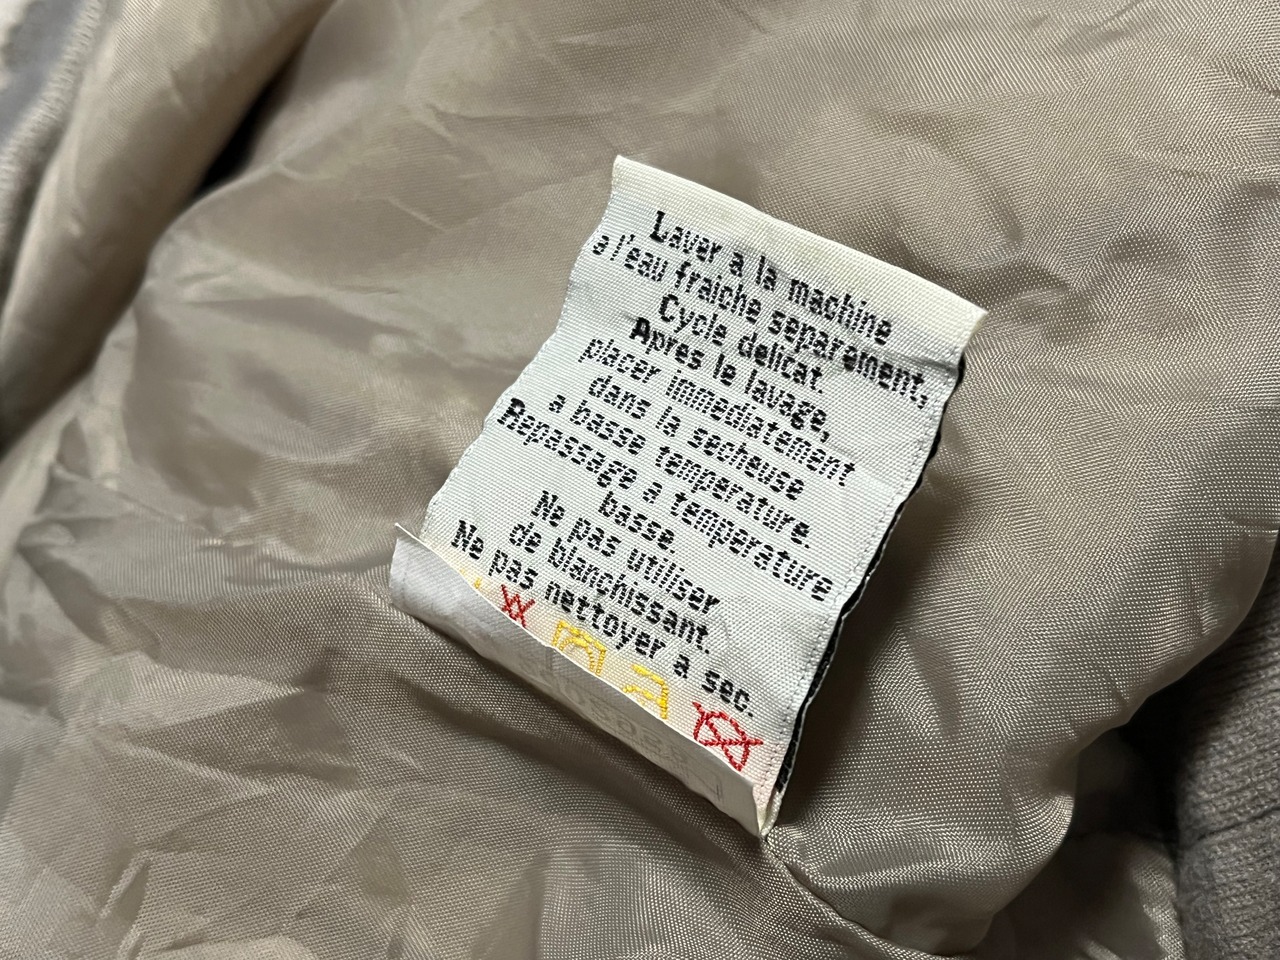 Laver a la machine
a l'eau fraiche separement,
Cycle delicat.
Apres le lavage,
placer immediatement
dans la secheuse
a basse temperature.
Repassage a temperature
basse.
Ne pas utiliser
de blanchissant.
Ne pas nettoyer a sec.